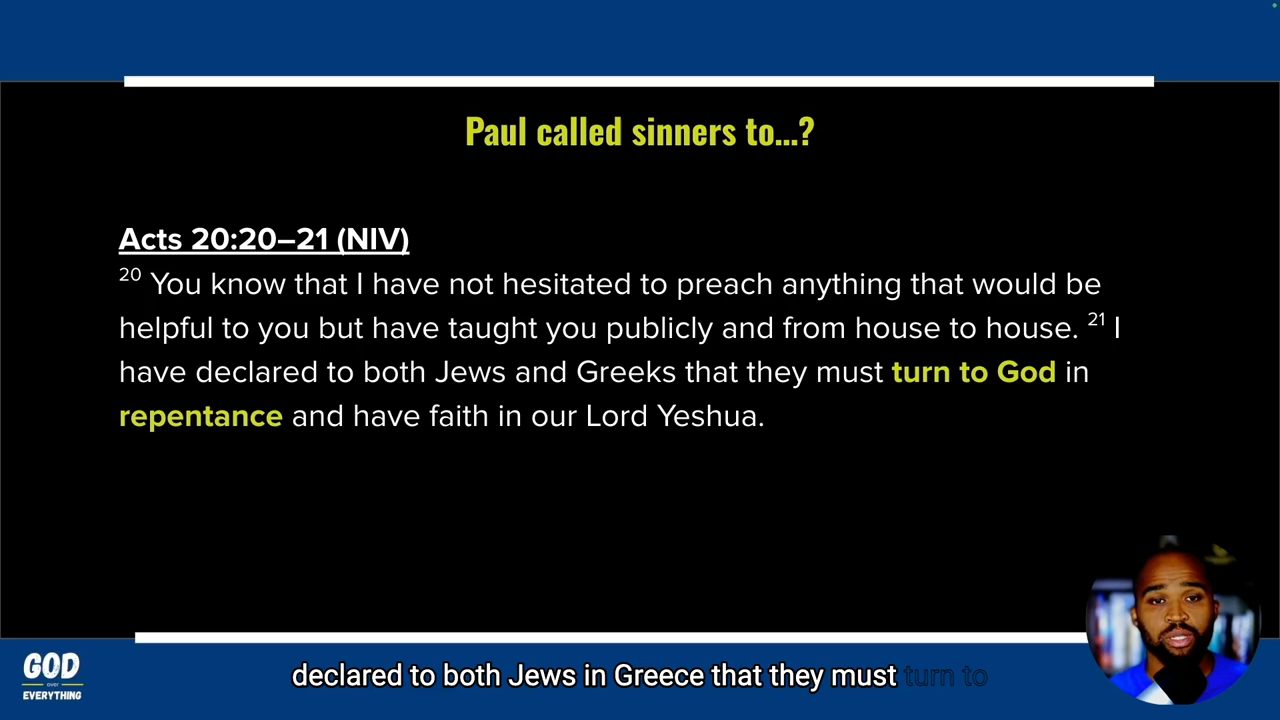 Paul called sinners to...?
Acts 20:20–21 (NIV)
20 You know that I have not hesitated to preach anything that would be
helpful to you but have taught you publicly and from house to house. 21 I
have declared to both Jews and Greeks that they must turn to God in
repentance and have faith in our Lord Yeshua.
GOD
over
EVERYTHING
declared to both Jews in Greece that they must turn to